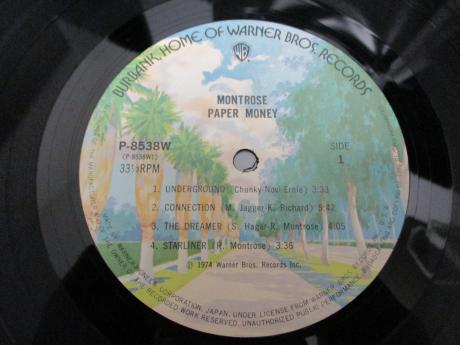 BURBANK, HOME OF WARNER BROS. RECORDS
WB
MONTROSE
PAPER MONEY
P-8538W
(P-8538W1)
33⅓RPM
SIDE
1
1. UNDERGROUND (Chunky-Novi-Ernie) 3:33
2. CONNECTION (M. Jagger-K. Richard) 5:42
3. THE DREAMER (S. Hagar-R. Montrose) 4:05
4. STARLINER (R. Montrose) 3:36
℗ 1974 Warner Bros. Records Inc.
CORPORATION, JAPAN, UNDER LICENSE FROM WARNER BROS.
RECORDED WORK RESERVED. UNAUTHORIZED PUBLIC PERFORMANCE,